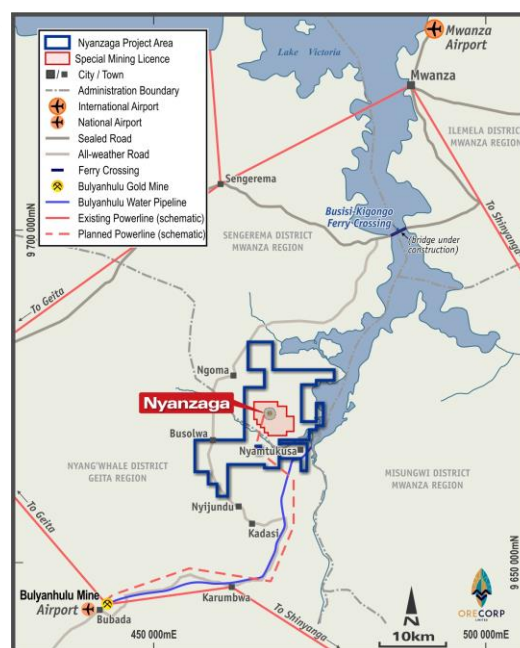 Nyanzaga Project Area
Special Mining Licence
City / Town
Administration Boundary
International Airport
National Airport
Sealed Road
All-weather Road
Ferry Crossing
Bulyanhulu Gold Mine
Bulyanhulu Water Pipeline
Existing Powerline (schematic)
Planned Powerline (schematic)
Lake Victoria
Mwanza
Airport
Mwanza
ILEMELA DISTRICT
MWANZA REGION
Sengerema
To Shinyanga
9 700 000mN
SENGEREMA DISTRICT
MWANZA REGION
Busisi-Kigongo
Ferry Crossing
(Bridge under
construction)
To Geita
Ngoma
Nyanzaga
Busolwa
Nyamtukusa
NYANG'WHALE DISTRICT
GEITA REGION
MISUNGWI DISTRICT
MWANZA REGION
To Geita
Nyijundu
Kadasi
9 650 000mN
Bulyanhulu Mine
Airport
Bubada
Karumbwa
To Shinyanga
450 000mE
N
10km
500 000mE
ORECORP
LIMITED